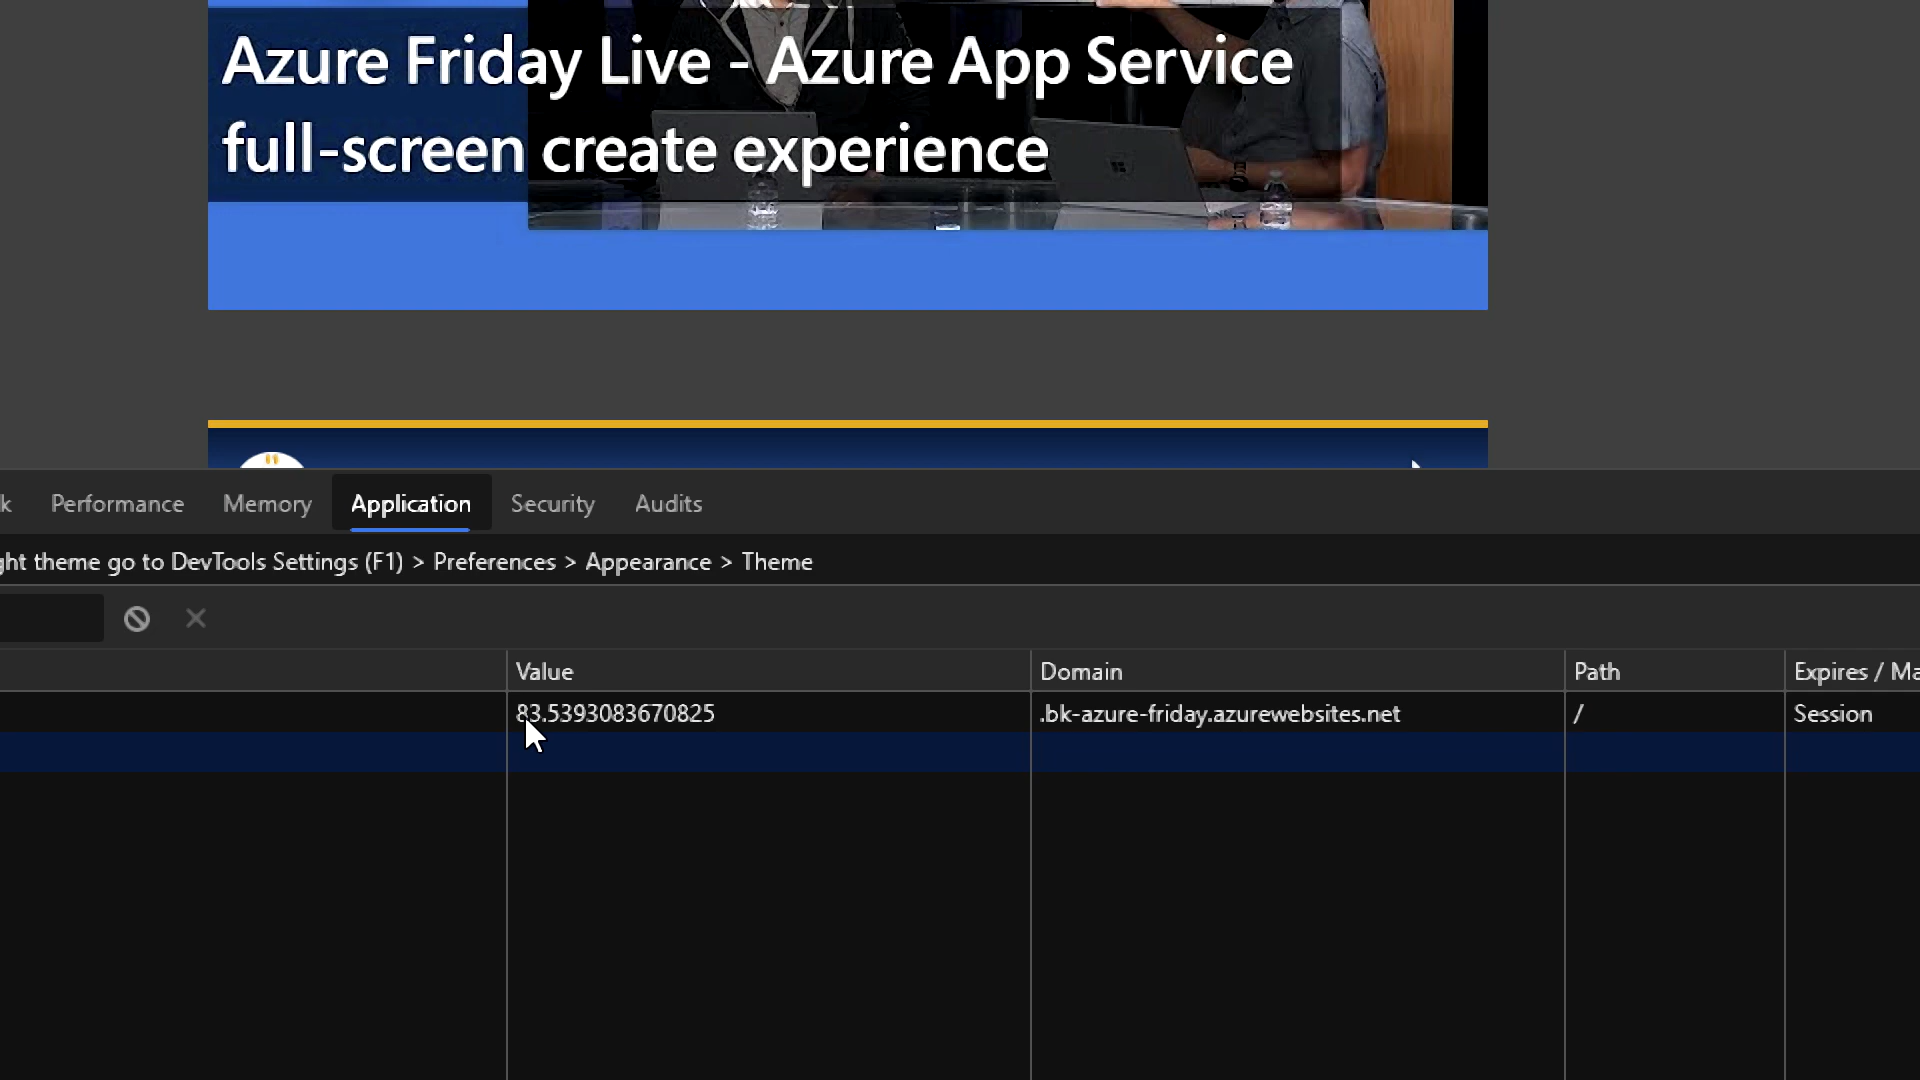 Azure Friday Live - Azure App Service
full-screen create experience
k Performance Memory Application Security Audits
ght theme go to DevTools Settings (F1) > Preferences > Appearance > Theme
Value Domain Path Expires / Ma
83.5393083670825 .bk-azure-friday.azurewebsites.net / Session